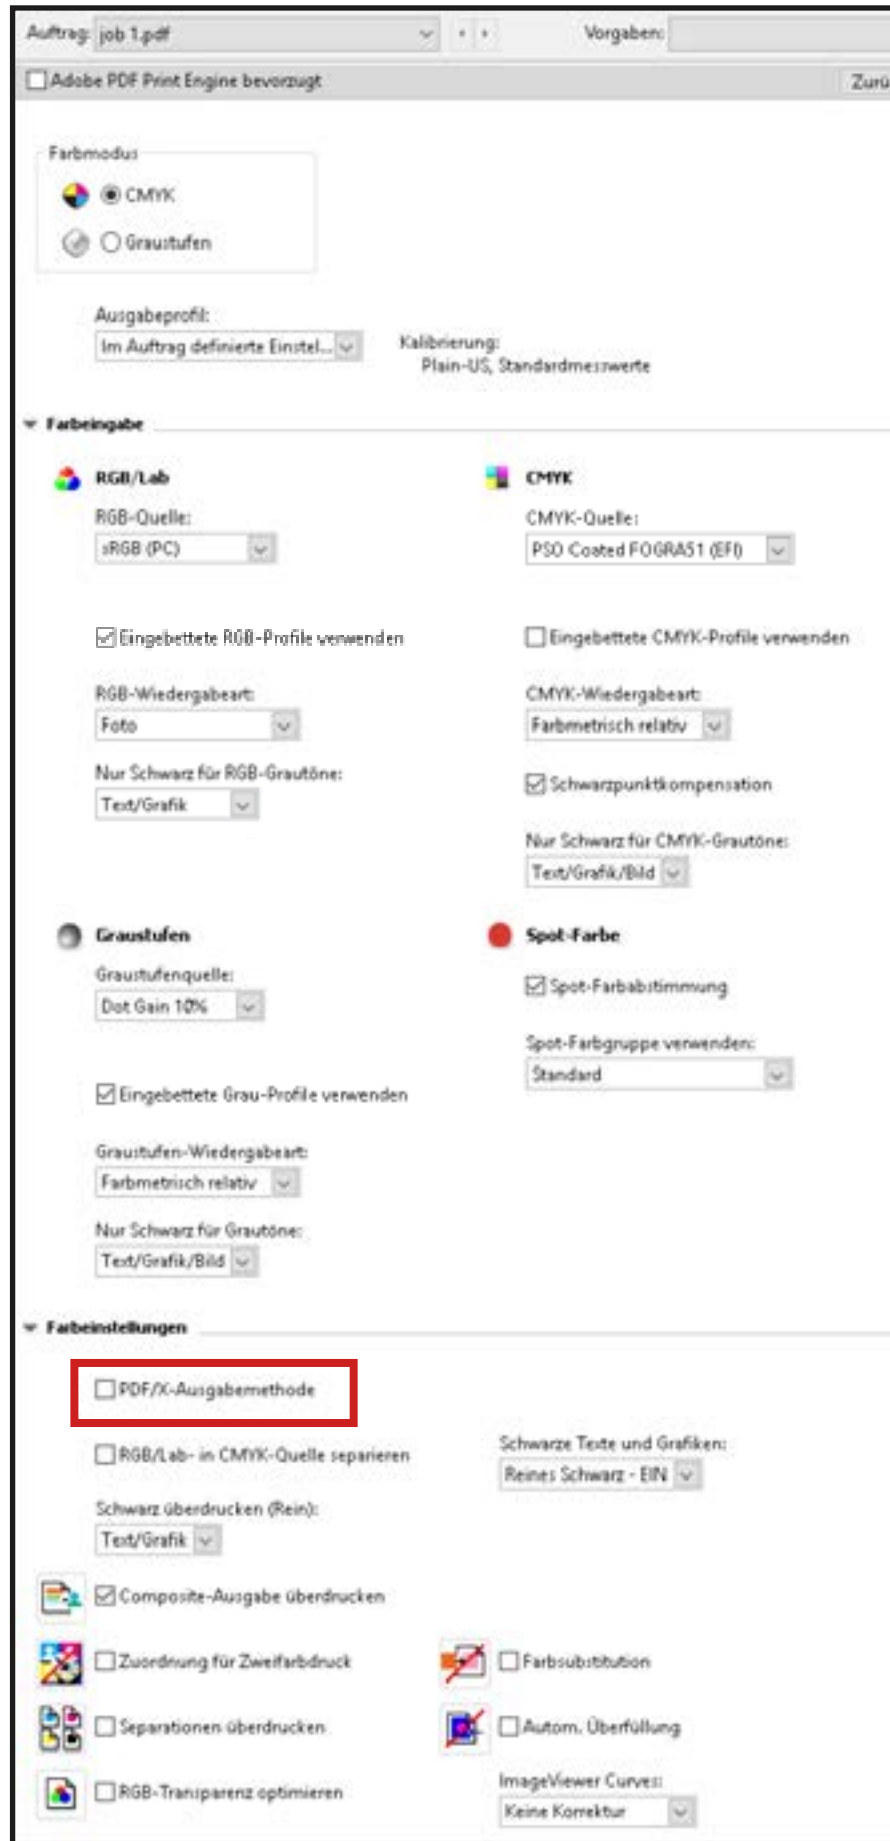 Auftrag: job 1.pdf Vorgaben:
Adobe PDF Print Engine bevorzugt Zurü
Farbmodus
CMYK
Graustufen
Ausgabeprofil:
Im Auftrag definierte Einstel...
Kalibrierung:
Plain-US, Standardmesswerte
Farbeingabe
RGB/Lab
RGB-Quelle:
sRGB (PC)
Eingebettete RGB-Profile verwenden
RGB-Wiedergabeart:
Foto
Nur Schwarz für RGB-Grautöne:
Text/Grafik
CMYK
CMYK-Quelle:
PSO Coated FOGRA51 (EFI)
Eingebettete CMYK-Profile verwenden
CMYK-Wiedergabeart:
Farbmetrisch relativ
Schwarzpunktkompensation
Nur Schwarz für CMYK-Grautöne:
Text/Grafik/Bild
Graustufen
Graustufenquelle:
Dot Gain 10%
Eingebettete Grau-Profile verwenden
Graustufen-Wiedergabeart:
Farbmetrisch relativ
Nur Schwarz für Grautöne:
Text/Grafik/Bild
Spot-Farbe
Spot-Farbabstimmung
Spot-Farbgruppe verwenden:
Standard
Farbeinstellungen
PDF/X-Ausgabemethode
RGB/Lab- in CMYK-Quelle separieren
Schwarze Texte und Grafiken:
Reines Schwarz - EIN
Schwarz überdrucken (Rein):
Text/Grafik
Composite-Ausgabe überdrucken
Zuordnung für Zweifarbdruck
Farbsubstitution
Separationen überdrucken
Autom. Überfüllung
RGB-Transparenz optimieren
ImageViewer Curves:
Keine Korrektur